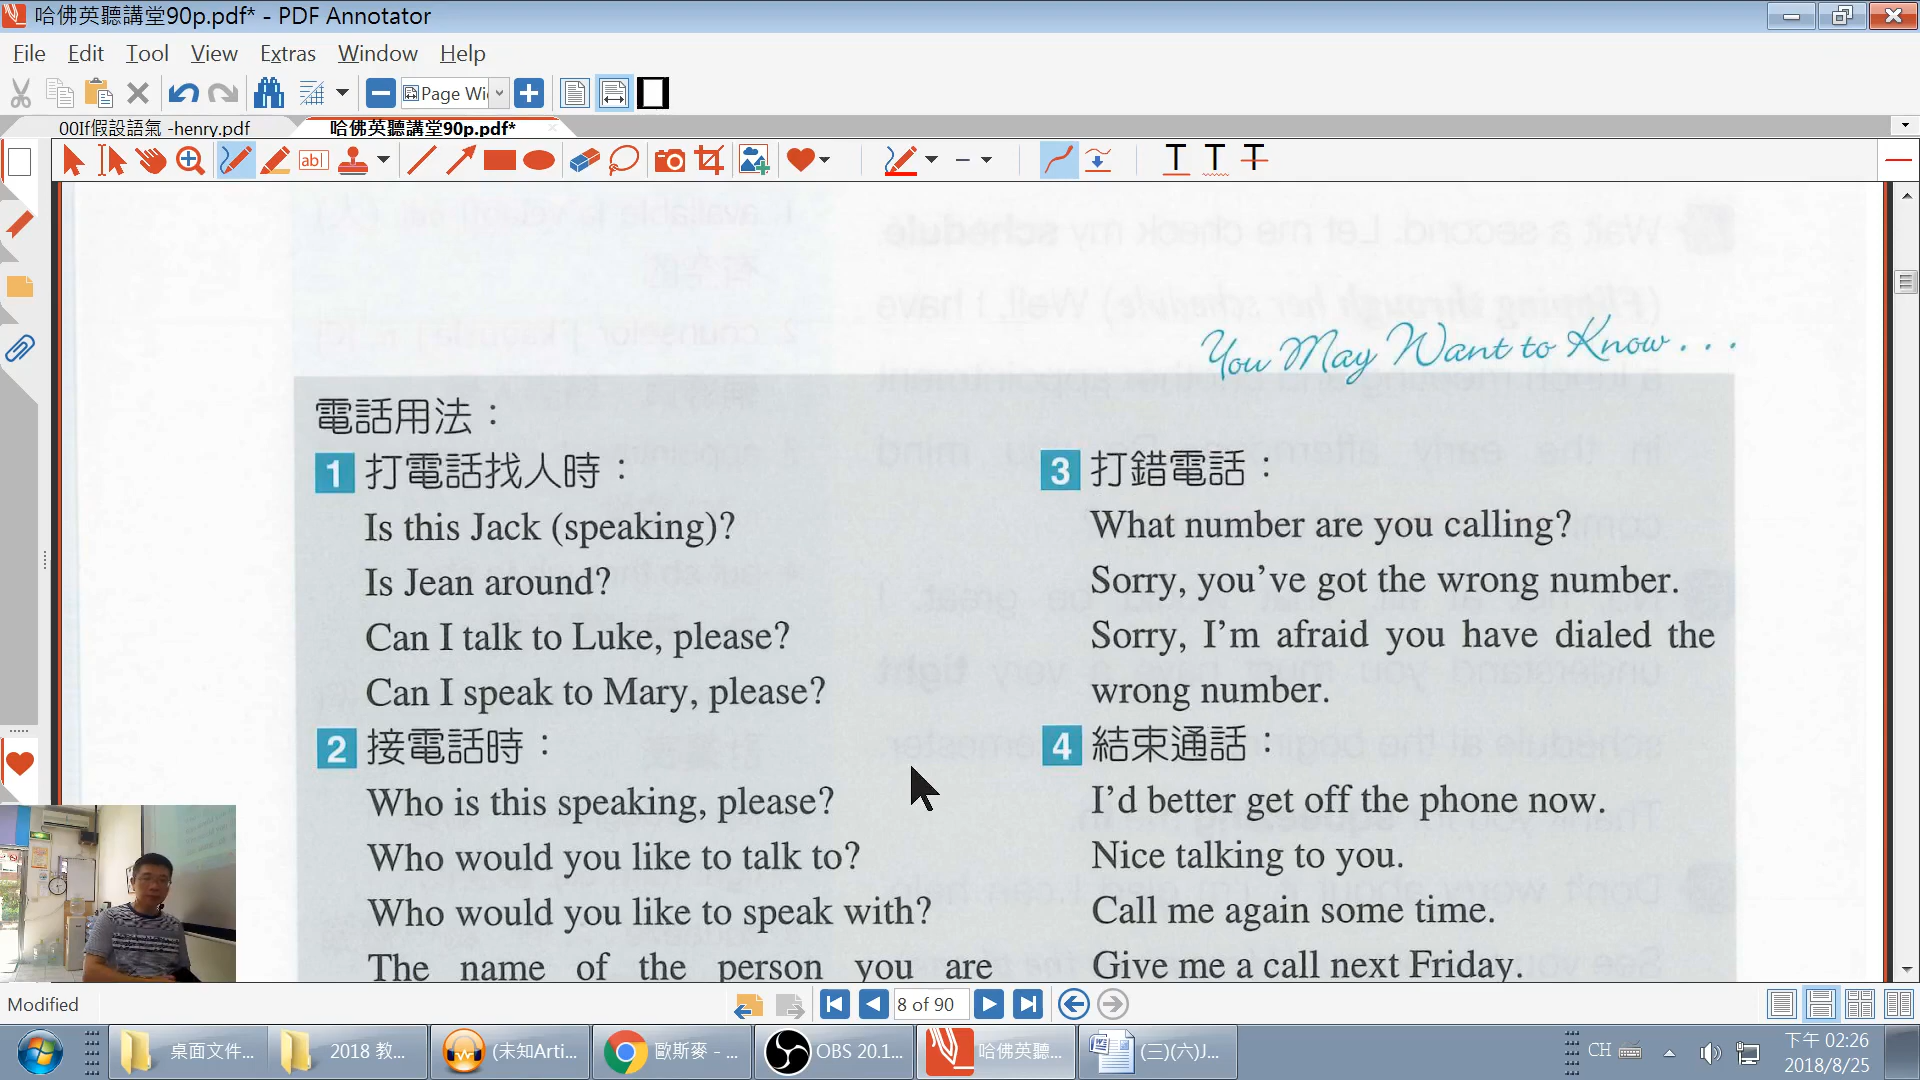 哈佛英聽講堂90p.pdf* - PDF Annotator
File Edit Tool View Extras Window Help
Page Wi
00If假設語氣 -henry.pdf
哈佛英聽講堂90p.pdf*
You May Want to Know . . .
電話用法：
1 打電話找人時：
Is this Jack (speaking)?
Is Jean around?
Can I talk to Luke, please?
Can I speak to Mary, please?
2 接電話時：
Who is this speaking, please?
Who would you like to talk to?
Who would you like to speak with?
The name of the person you are
3 打錯電話：
What number are you calling?
Sorry, you’ve got the wrong number.
Sorry, I’m afraid you have dialed the
wrong number.
4 結束通話：
I’d better get off the phone now.
Nice talking to you.
Call me again some time.
Give me a call next Friday.
Modified
8 of 90
桌面文件...
2018 教...
(未知Arti...
歐斯麥 - ...
OBS 20.1...
哈佛英聽...
(三)(六)J...
CH
下午 02:26
2018/8/25